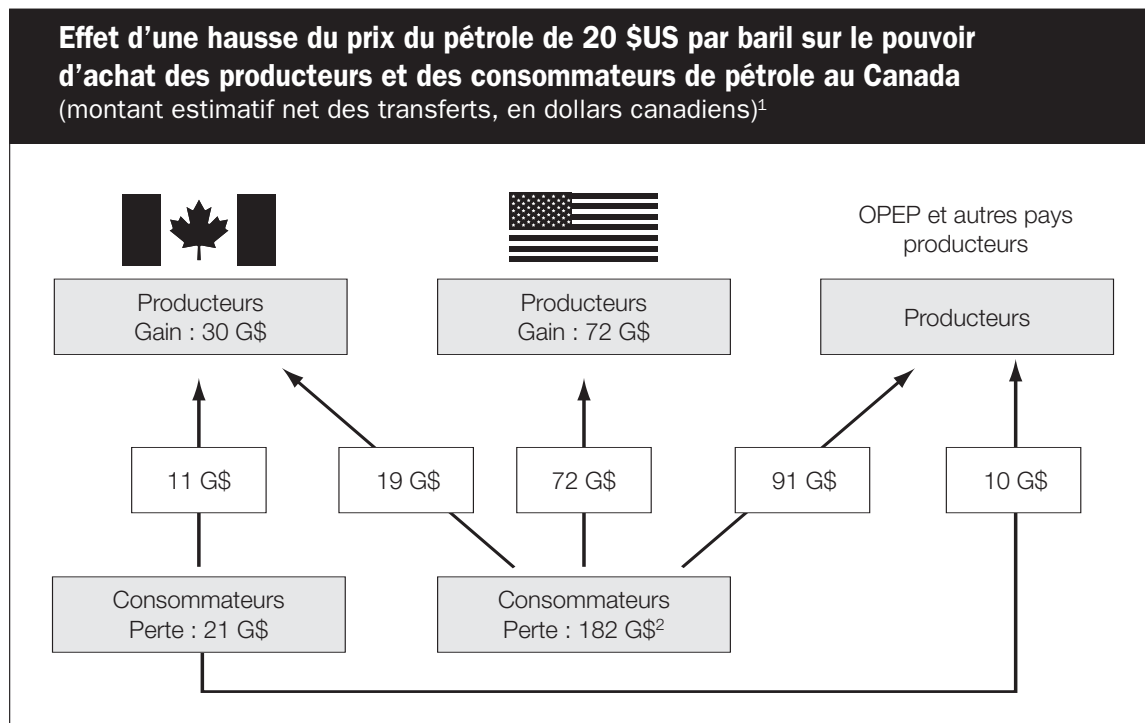 Effet d’une hausse du prix du pétrole de 20 $US par baril sur le pouvoir
d’achat des producteurs et des consommateurs de pétrole au Canada
(montant estimatif net des transferts, en dollars canadiens)¹
OPEP et autres pays
producteurs
Producteurs
Gain : 30 G$
Producteurs
Gain : 72 G$
Producteurs
11 G$
19 G$
72 G$
91 G$
10 G$
Consommateurs
Perte : 21 G$
Consommateurs
Perte : 182 G$²